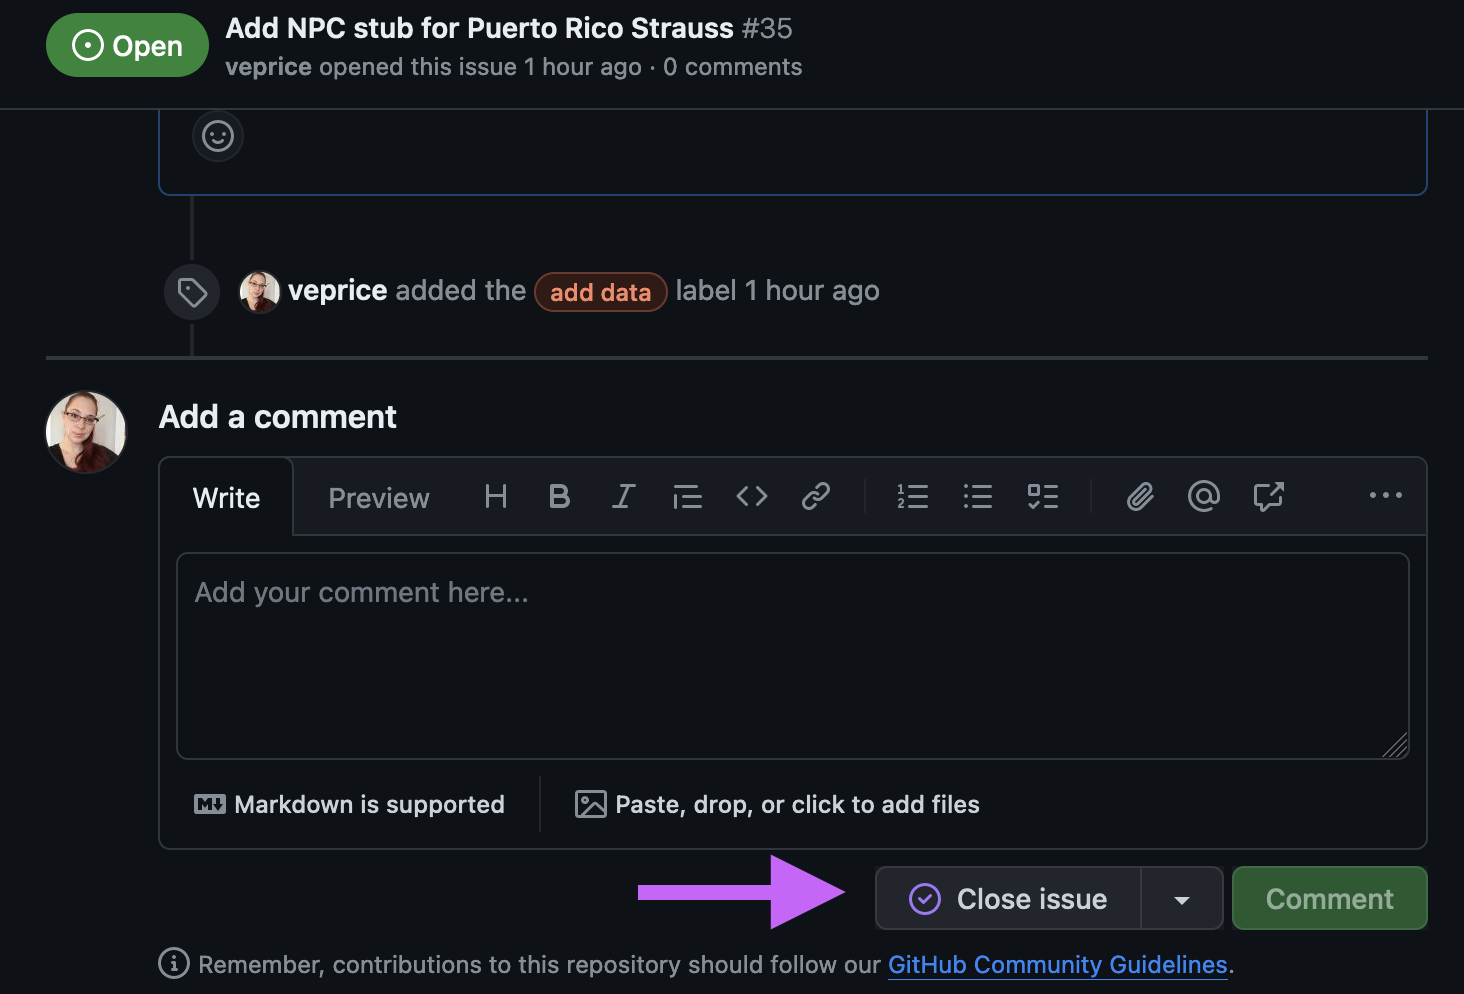 Open
Add NPC stub for Puerto Rico Strauss #35
veprice opened this issue 1 hour ago · 0 comments
veprice added the add data label 1 hour ago
Add a comment
Write Preview
Add your comment here...
Markdown is supported
Paste, drop, or click to add files
Close issue
Comment
Remember, contributions to this repository should follow our GitHub Community Guidelines.